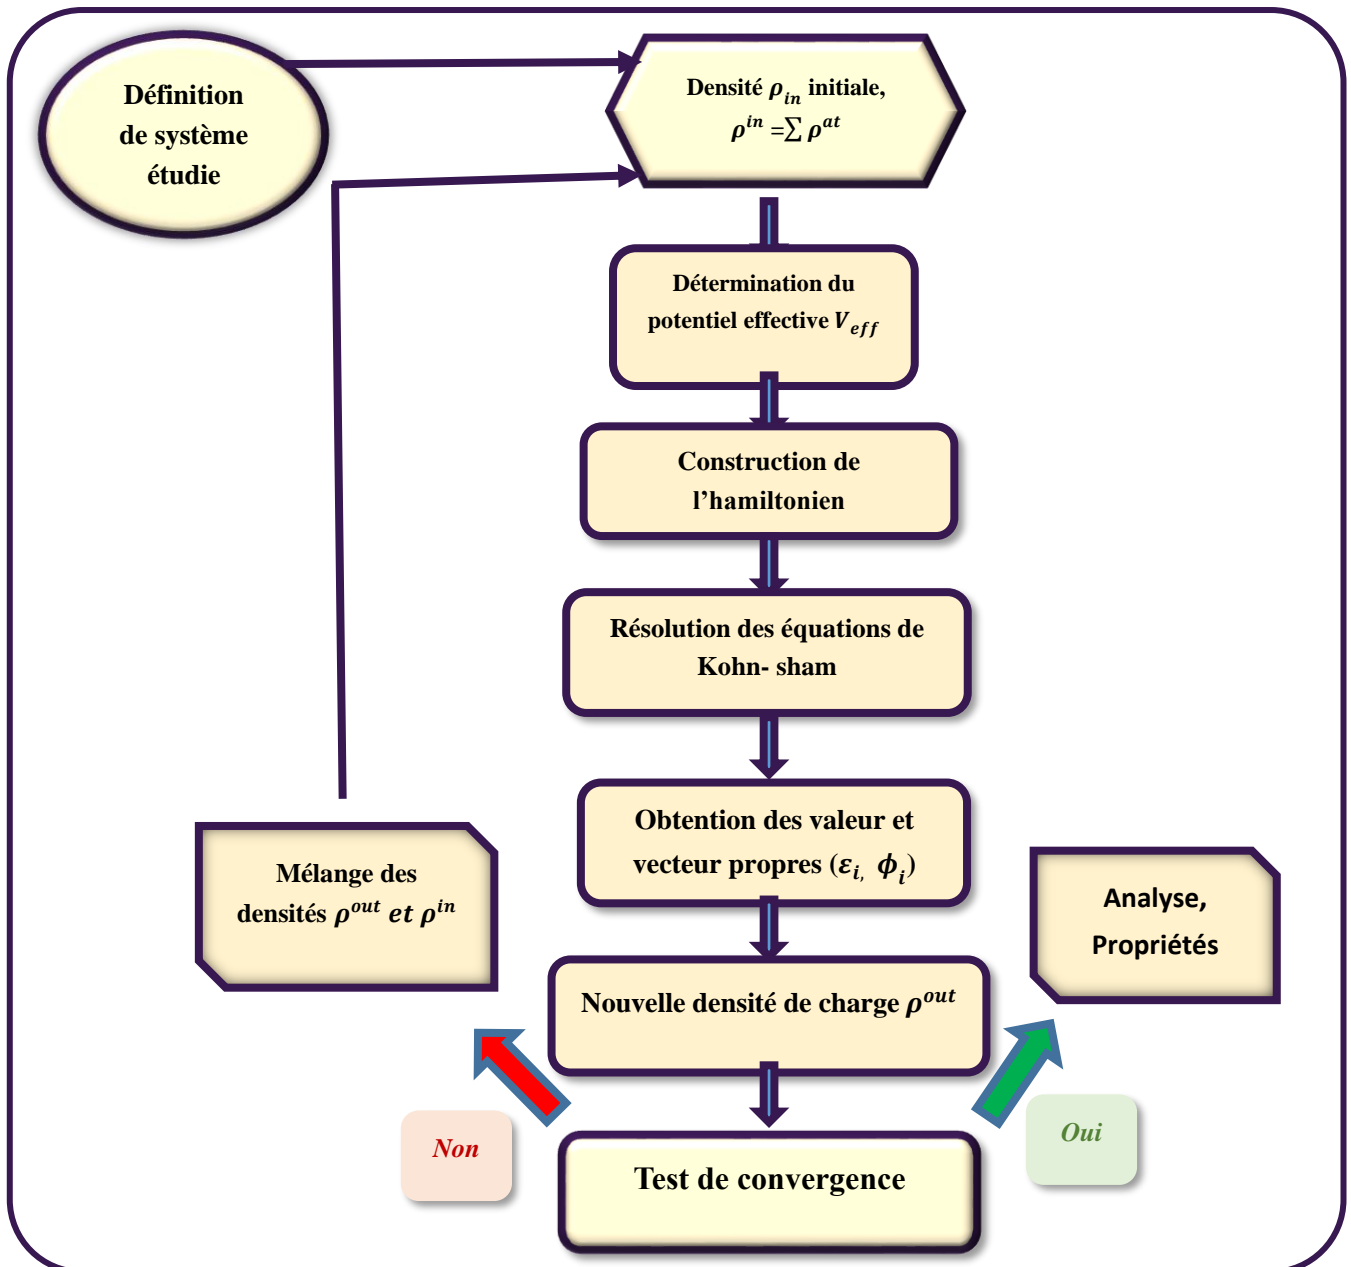 Définition
de système
étudie
Densité ρ_in initiale,
ρ^in =∑ ρ^at
Détermination du
potentiel effective V_eff
Construction de
l’hamiltonien
Résolution des équations de
Kohn- sham
Obtention des valeur et
vecteur propres (ε_i, ϕ_i)
Mélange des
densités ρ^out et ρ^in
Analyse,
Propriétés
Nouvelle densité de charge ρ^out
Non
Oui
Test de convergence